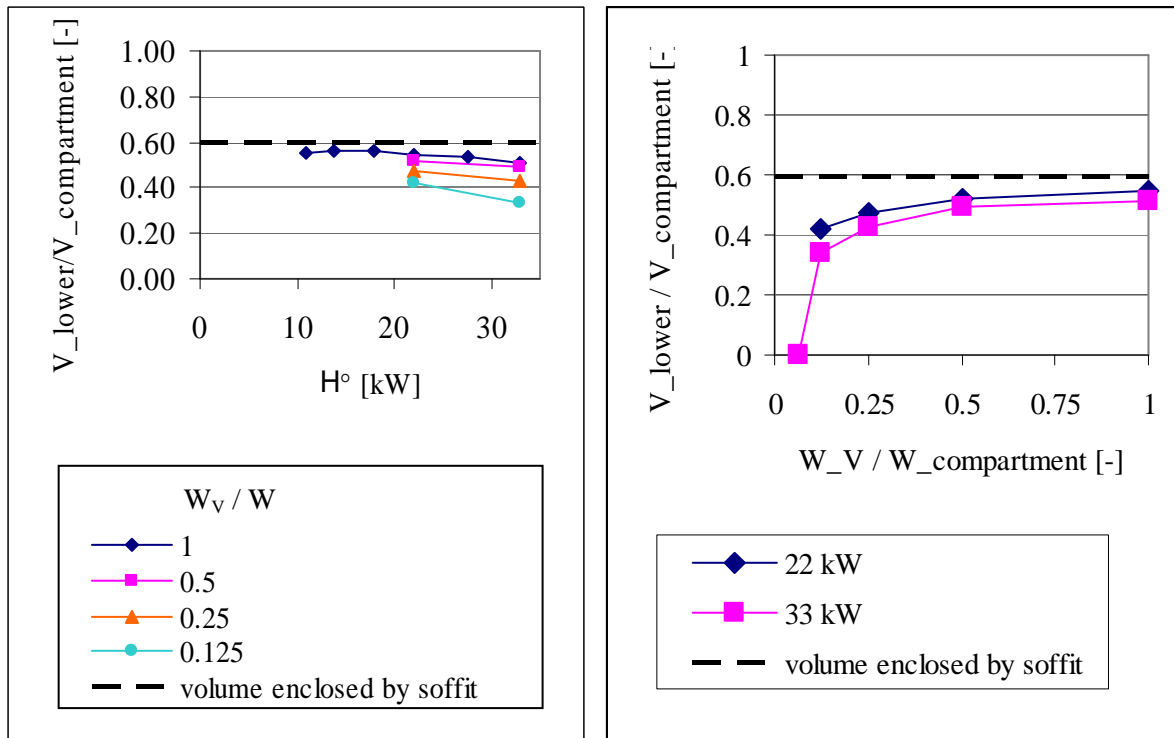 V_lower/V_compartment [-]
1.00
0.80
0.60
0.40
0.20
0.00
0 10 20 30
H° [kW]
W_V / W
1
0.5
0.25
0.125
volume enclosed by soffit
V_lower / V_compartment [-]
1
0.8
0.6
0.4
0.2
0
0 0.25 0.5 0.75 1
W_V / W_compartment [-]
22 kW
33 kW
volume enclosed by soffit